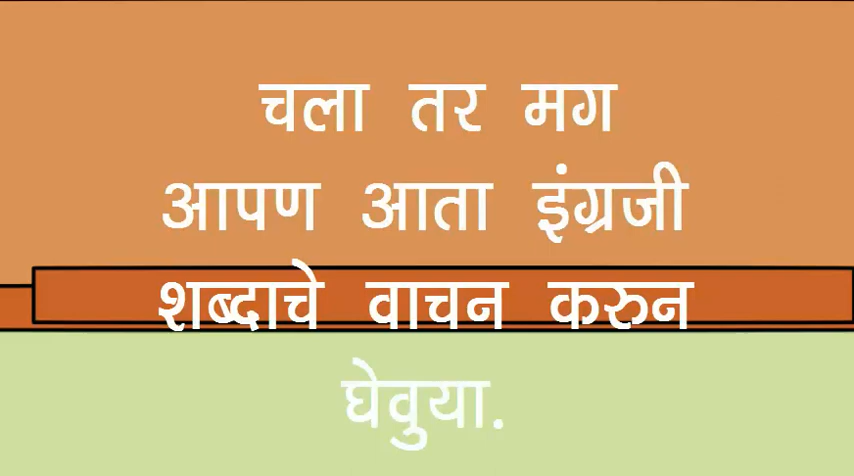 चला तर मग
आपण आता इंग्रजी
शब्दाचे वाचन करुन
घेवुया.